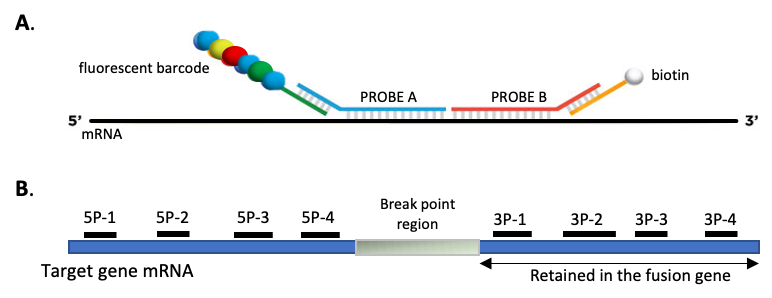 A.
fluorescent barcode
biotin
PROBE A
PROBE B
5’
3’
mRNA
B.
5P-1
5P-2
5P-3
5P-4
Break point
region
3P-1
3P-2
3P-3
3P-4
Target gene mRNA
Retained in the fusion gene